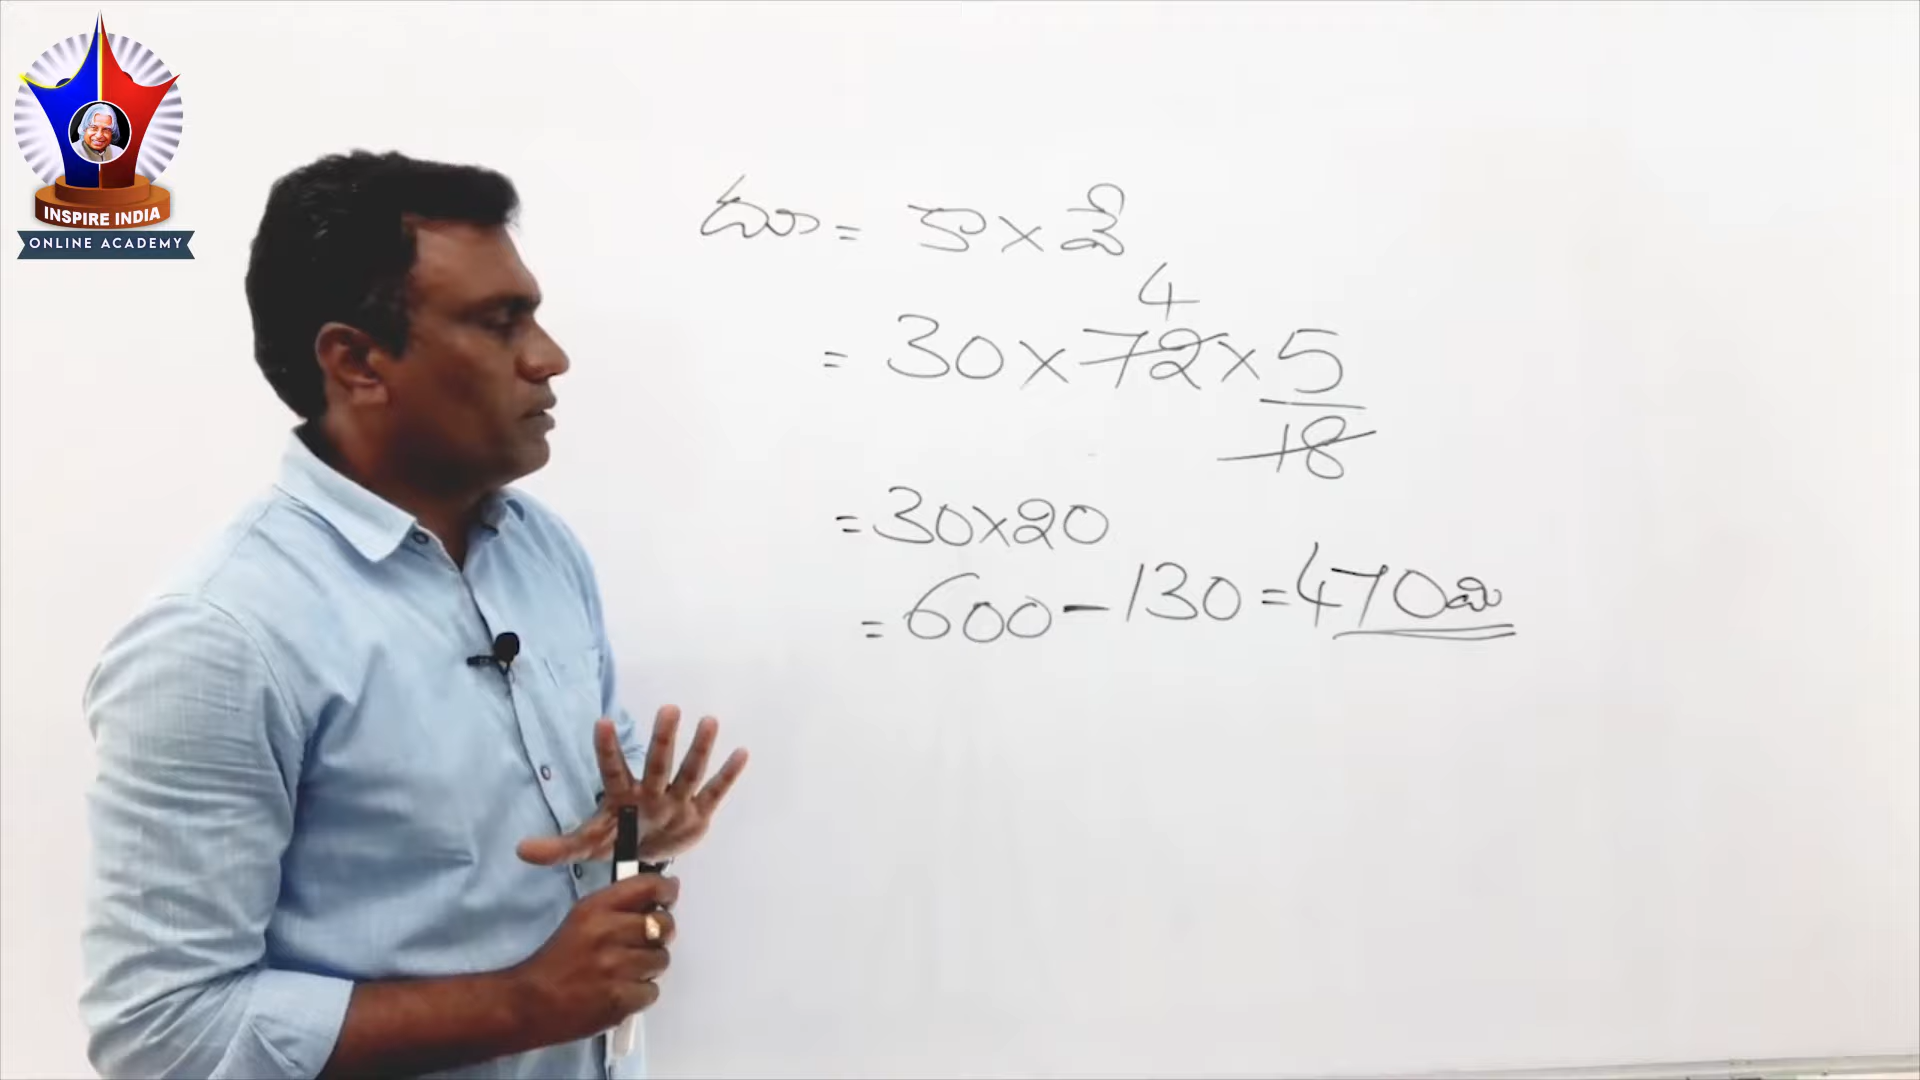 INSPIRE INDIA
ONLINE ACADEMY
దూ = కా x వే
4
= 30 x 72 x 5
18
= 30 x 20
= 600 - 130 = 470మి